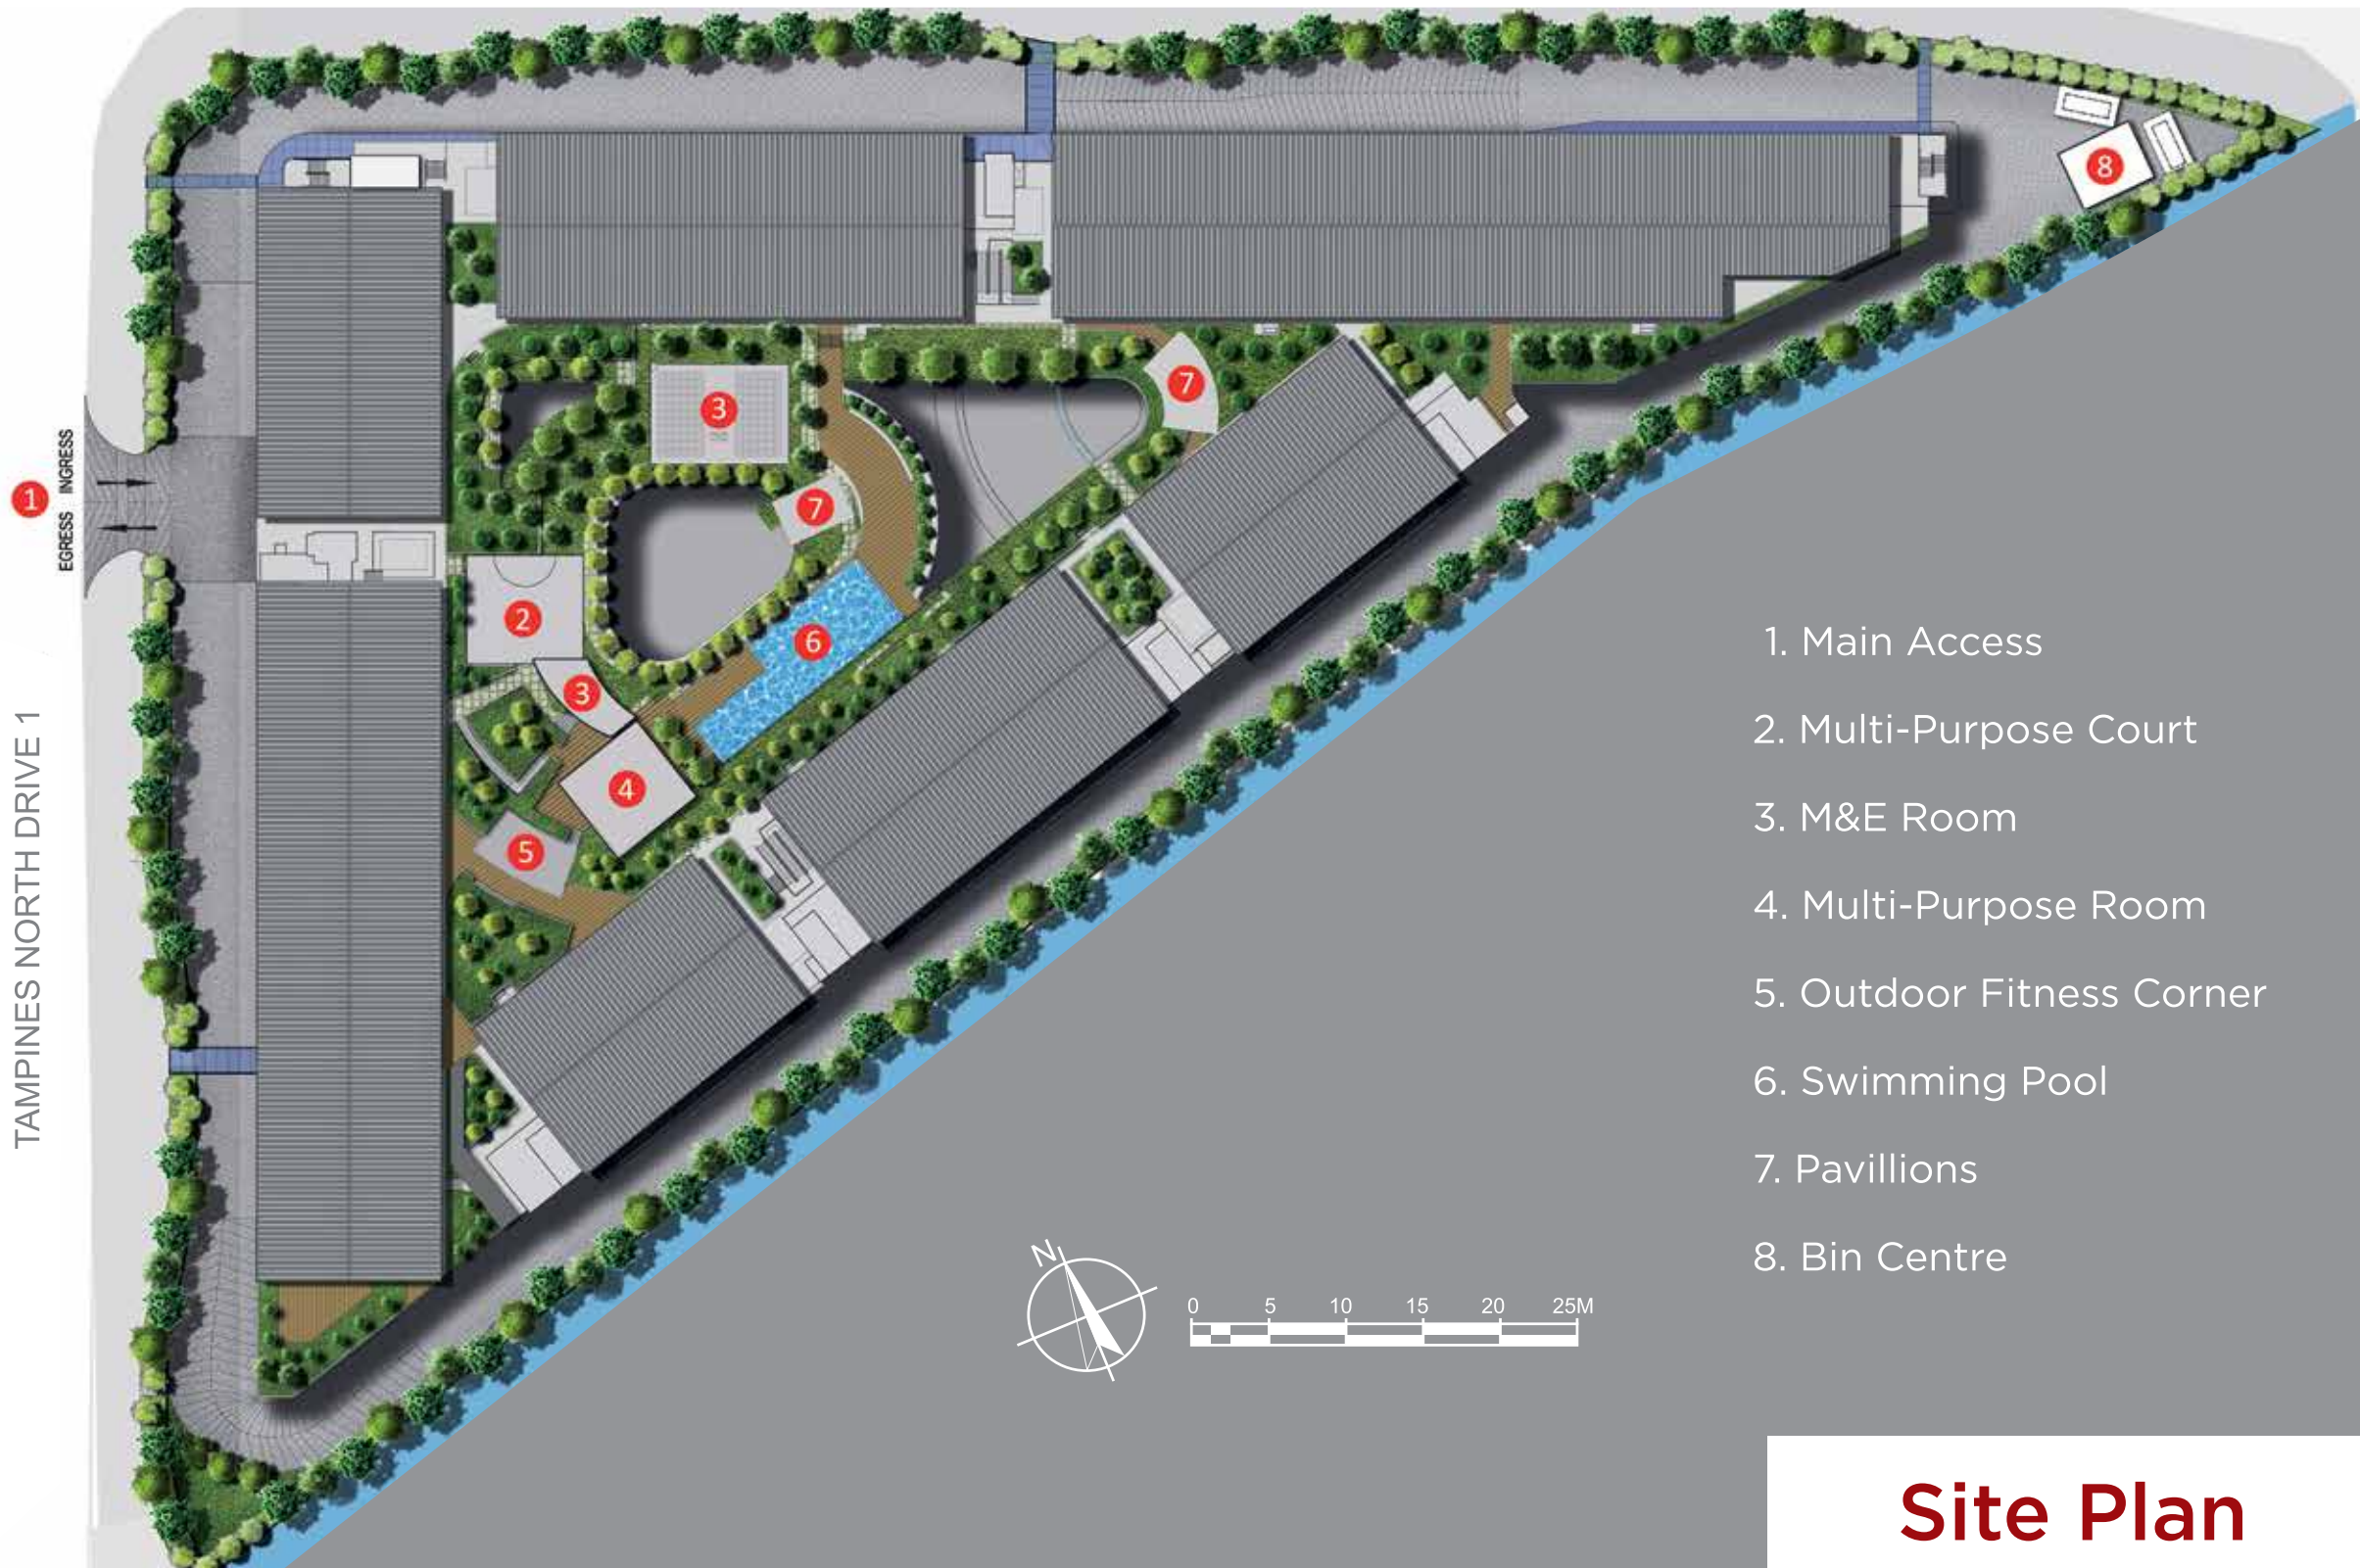 8
3
7
1
INGRESS
EGRESS
7
2
6
3
4
5
TAMPINES NORTH DRIVE 1
1. Main Access
2. Multi-Purpose Court
3. M&E Room
4. Multi-Purpose Room
5. Outdoor Fitness Corner
6. Swimming Pool
7. Pavillions
8. Bin Centre
N
0 5 10 15 20 25M
Site Plan